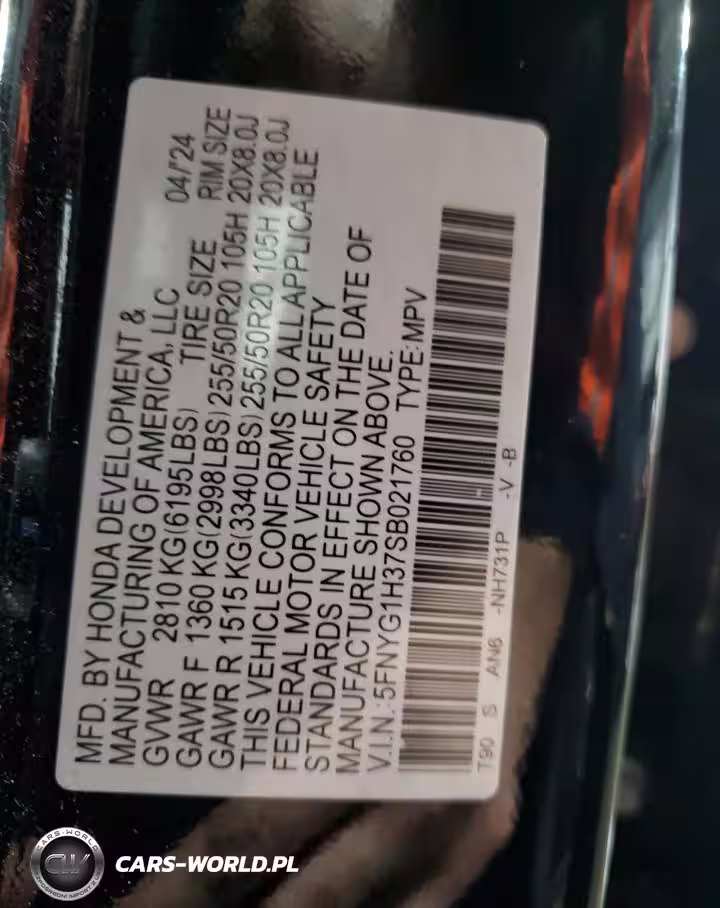 MFD. BY HONDA DEVELOPMENT &
MANUFACTURING OF AMERICA, LLC 04/'24
GVWR 2810 KG(6195LBS) TIRE SIZE RIM SIZE
GAWR F 1360 KG(2998LBS) 255/50R20 105H 20X8.0J
GAWR R 1515 KG(3340LBS) 255/50R20 105H 20X8.0J
THIS VEHICLE CONFORMS TO ALL APPLICABLE
FEDERAL MOTOR VEHICLE SAFETY
STANDARDS IN EFFECT ON THE DATE OF
MANUFACTURE SHOWN ABOVE.
V.I.N.:5FNYG1H37SB021760 TYPE:MPV
T90 S AN6 -NH731P -V -B
CARS-WORLD
CW
CARS-WORLD.PL